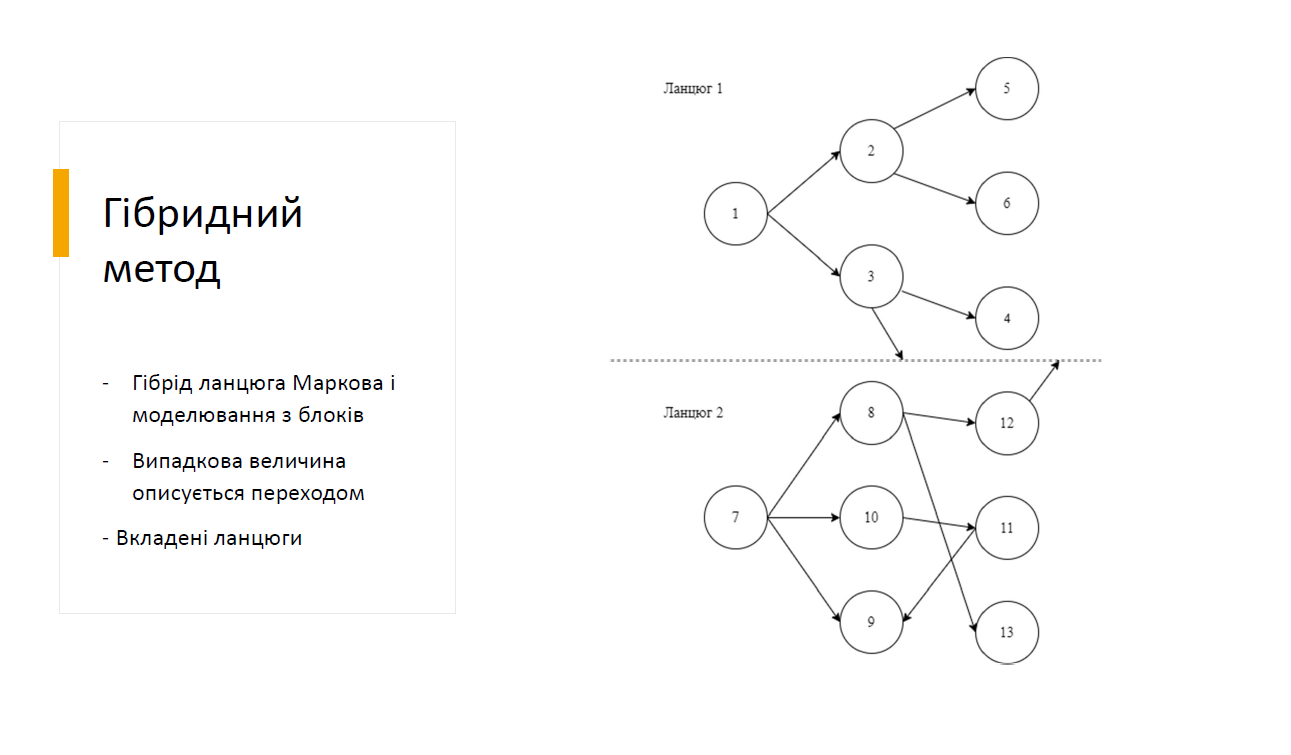 Гібридний
метод
- Гібрід ланцюга Маркова і
моделювання з блоків
- Випадкова величина
описується переходом
- Вкладені ланцюги
Ланцюг 1
5
2
6
1
3
4
Ланцюг 2
8
12
7
10
11
9
13